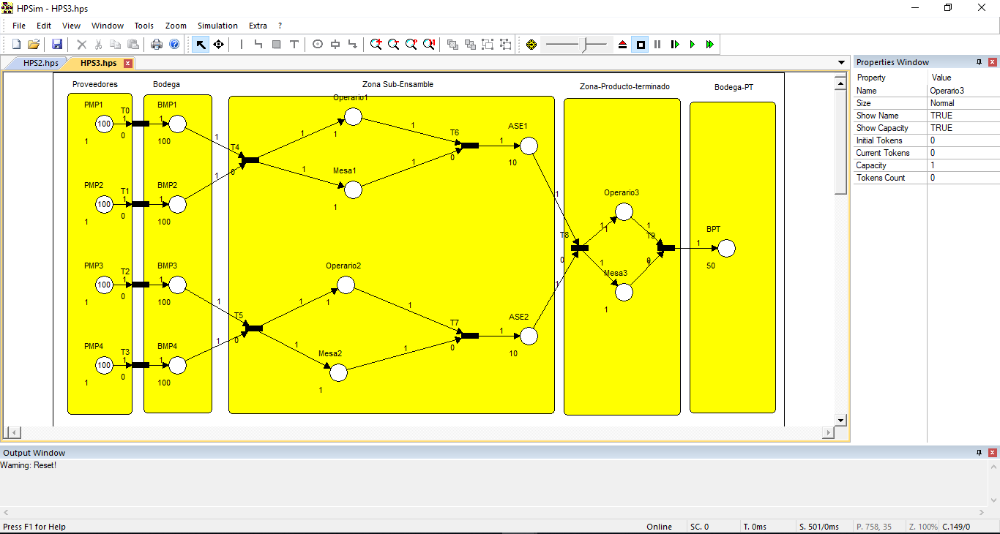 HPSim - HPS3.hps
File Edit View Window Tools Zoom Simulation Extra ?
HPS2.hps HPS3.hps
Proveedores Bodega Zona Sub-Ensamble Zona-Producto-terminado Bodega-PT
PMP1 T0 BMP1 Operario1
100 1 1
1 0 100 1
1 T4 1 1 T6 ASE1
0 1 1 0 1 10
PMP2 T1 BMP2 Mesa1
100 1 1 1
1 0 100 1
PMP3 T2 BMP3 Operario2
100 1 1
1 0 100 1
1 T5 1 1 T7 ASE2
0 1 1 0 1 10
PMP4 T3 BMP4 Mesa2
100 1 1 1
1 0 100 1
1 T8 Operario3
0 1 1 1 T9
1 1 0
Mesa3
1
1 BPT
50
Properties Window
Property Value
Name Operario3
Size Normal
Show Name TRUE
Show Capacity TRUE
Initial Tokens 0
Current Tokens 0
Capacity 1
Tokens Count 0
Output Window
Warning: Reset!
Press F1 for Help Online SC. 0 T. 0ms S. 501/0ms P. 758, 35 Z. 100% C.149/0